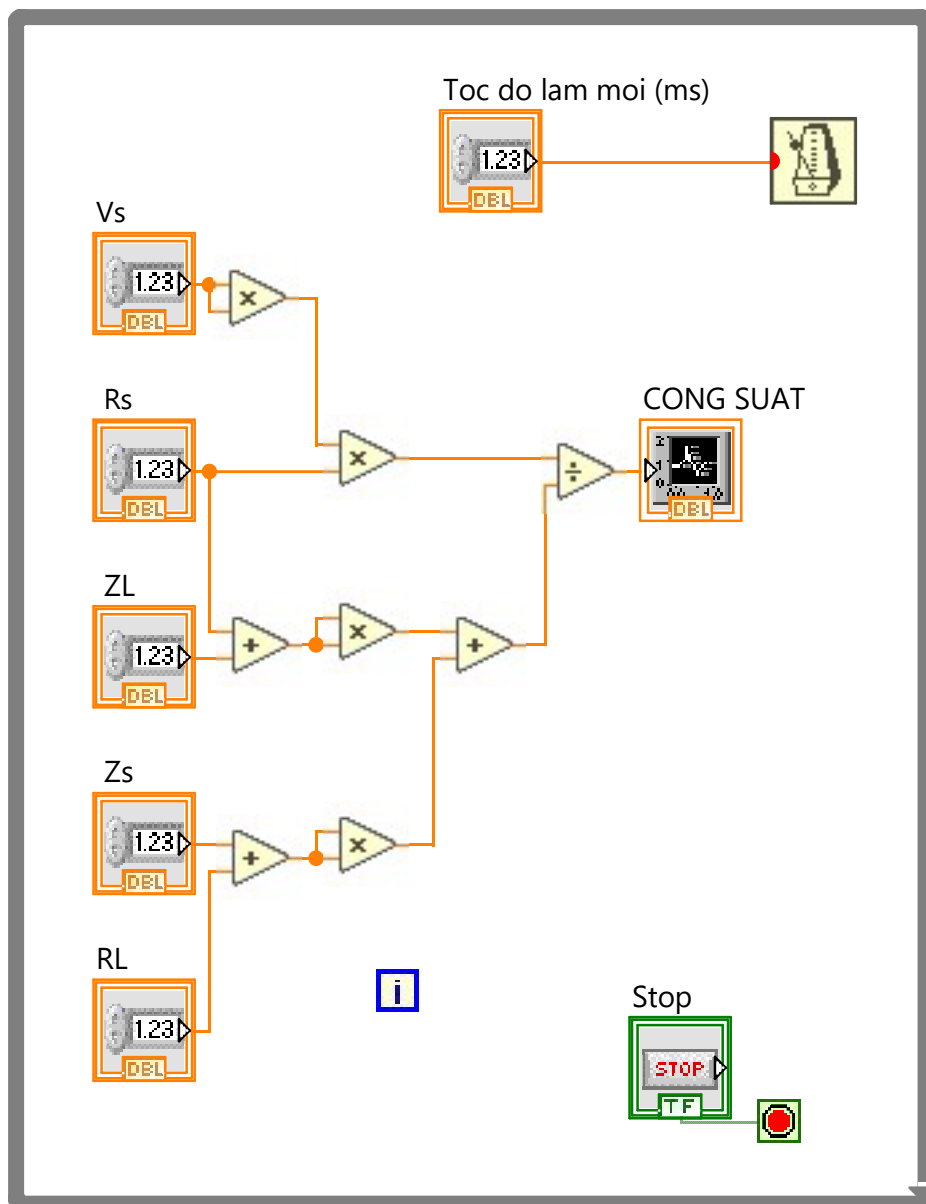 Toc do lam moi (ms)
1.23
DBL
Vs
1.23
DBL
×
Rs
1.23
DBL
×
÷
CONG SUAT
DBL
ZL
1.23
DBL
+
×
+
Zs
1.23
DBL
+
×
RL
1.23
DBL
i
Stop
STOP
TF